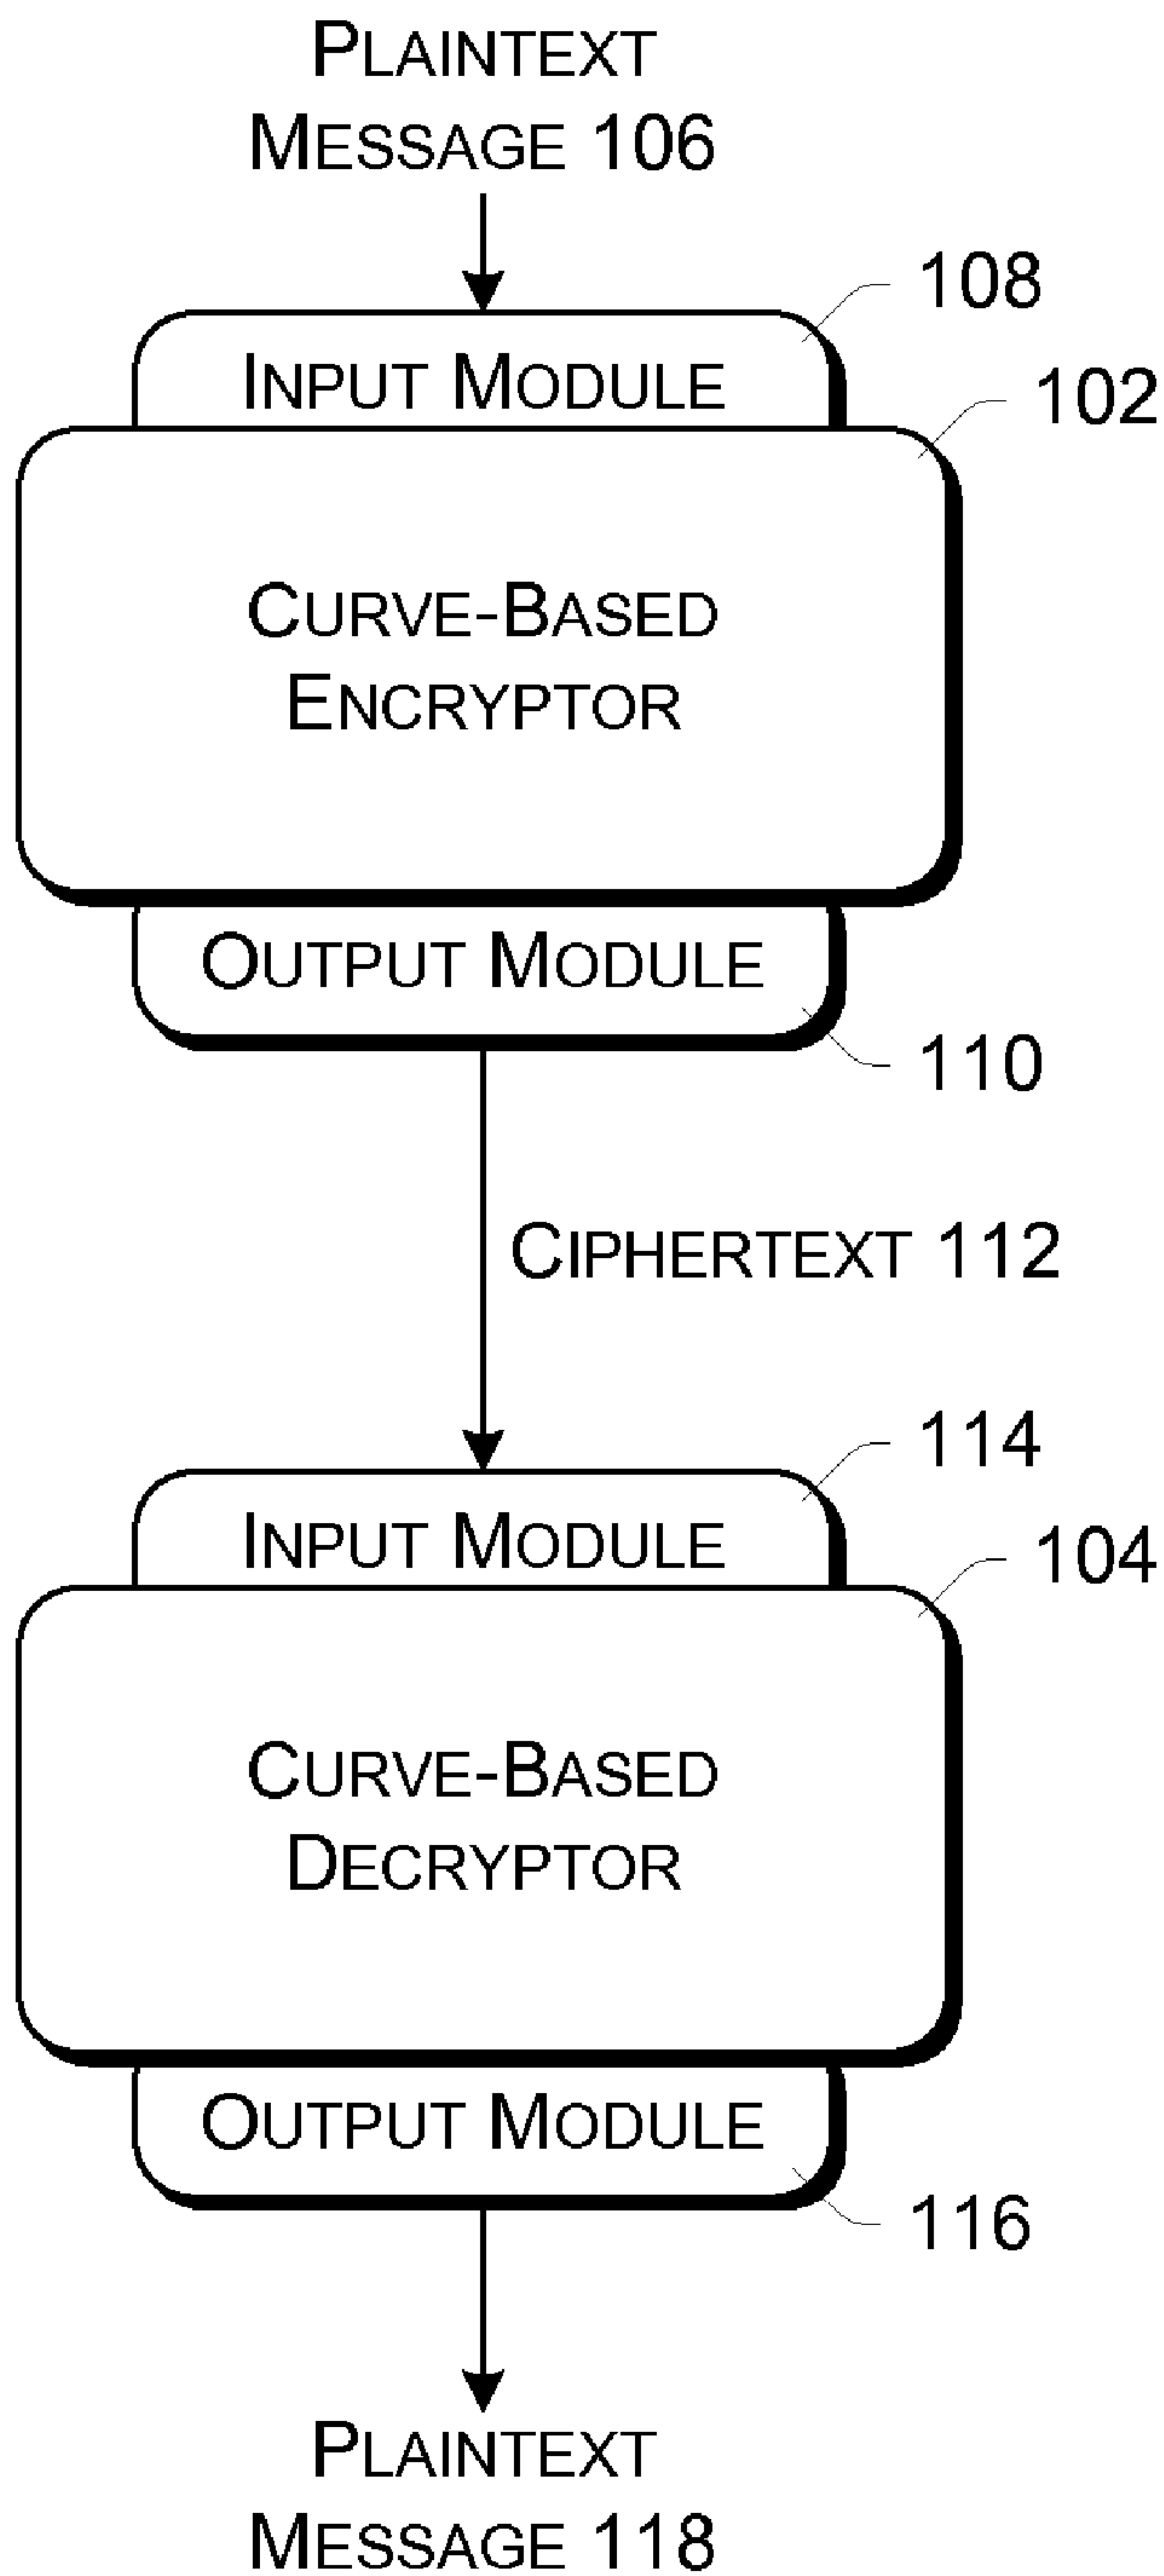 PLAINTEXT
MESSAGE 106
108
INPUT MODULE
102
CURVE-BASED
ENCRYPTOR
OUTPUT MODULE
110
CIPHERTEXT 112
114
INPUT MODULE
104
CURVE-BASED
DECRYPTOR
OUTPUT MODULE
116
PLAINTEXT
MESSAGE 118